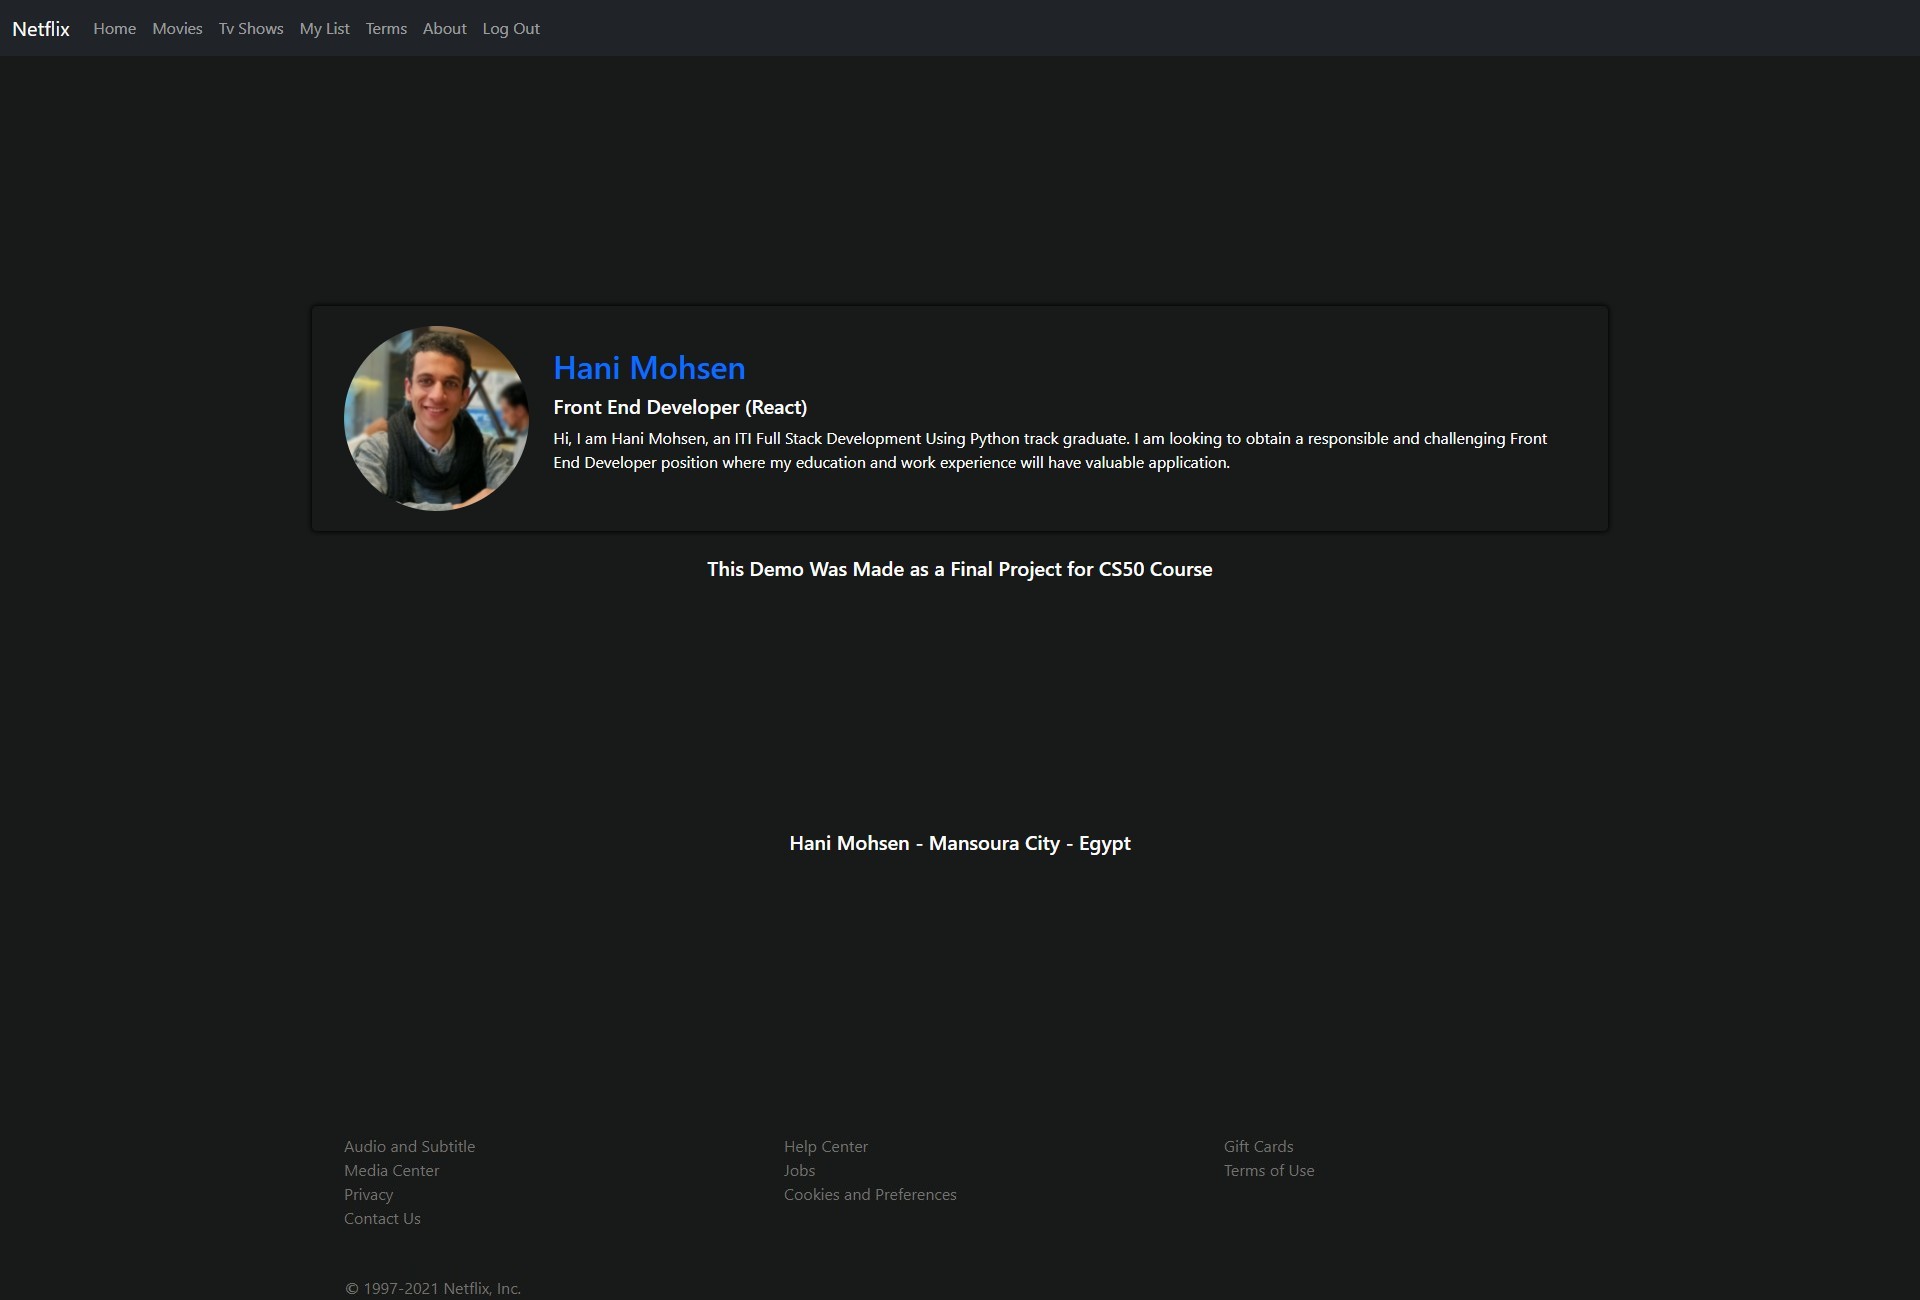 Netflix Home Movies Tv Shows My List Terms About Log Out
Hani Mohsen
Front End Developer (React)
Hi, I am Hani Mohsen, an ITI Full Stack Development Using Python track graduate. I am looking to obtain a responsible and challenging Front
End Developer position where my education and work experience will have valuable application.
This Demo Was Made as a Final Project for CS50 Course
Hani Mohsen - Mansoura City - Egypt
Audio and Subtitle
Media Center
Privacy
Contact Us
Help Center
Jobs
Cookies and Preferences
Gift Cards
Terms of Use
© 1997-2021 Netflix, Inc.